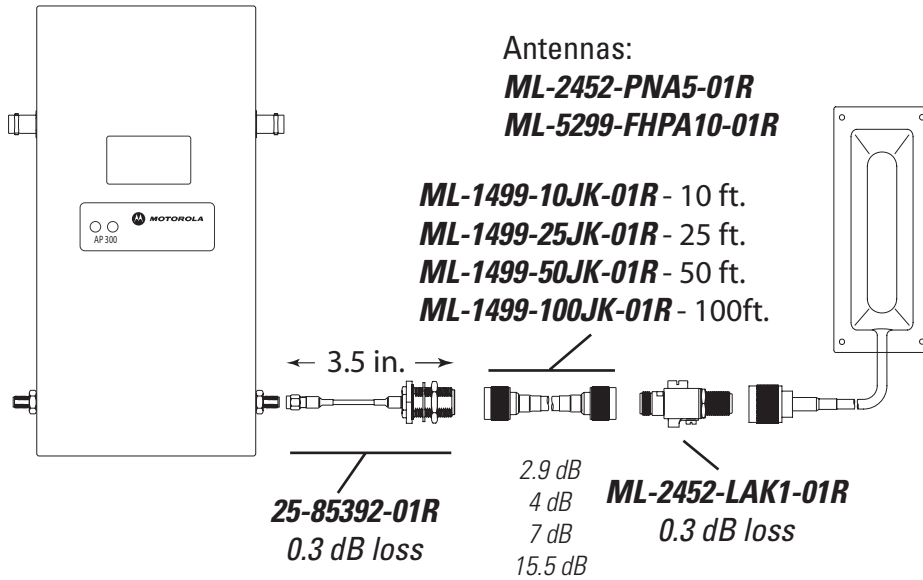 Antennas:
ML-2452-PNA5-01R
ML-5299-FHPA10-01R
ML-1499-10JK-01R - 10 ft.
ML-1499-25JK-01R - 25 ft.
ML-1499-50JK-01R - 50 ft.
ML-1499-100JK-01R - 100ft.
MOTOROLA
AP 300
3.5 in.
25-85392-01R
0.3 dB loss
2.9 dB
4 dB
7 dB
15.5 dB
ML-2452-LAK1-01R
0.3 dB loss